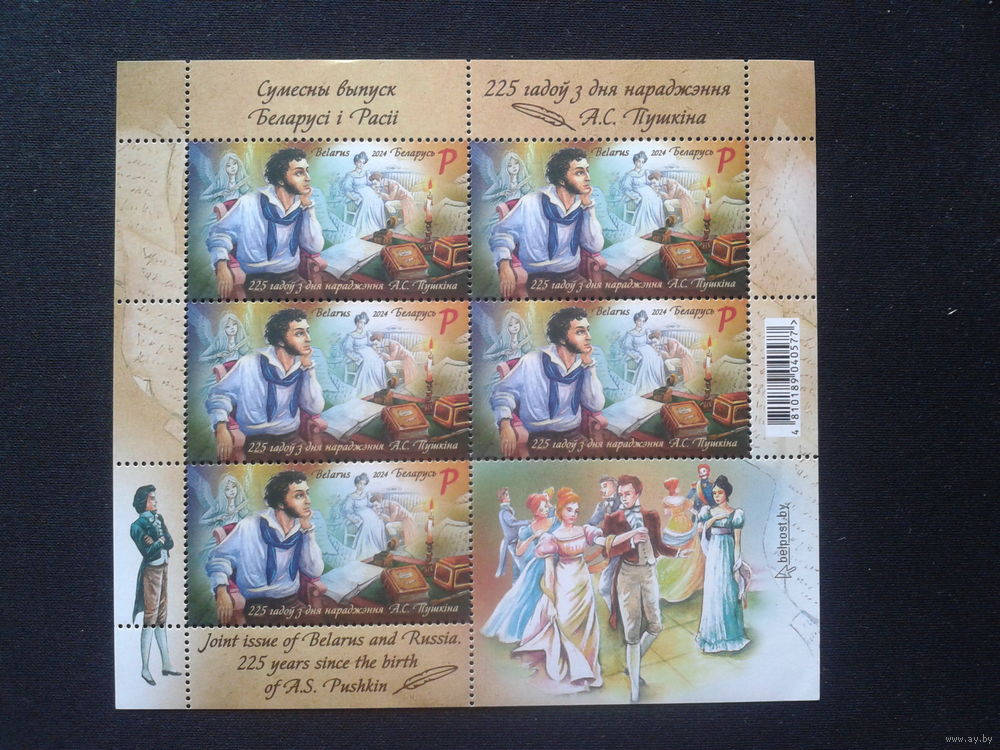 Сумесны выпуск
Беларусі і Расіі
225 гадоў з дня нараджэння
А.С. Пушкіна
Belarus 2024 Беларусь P
225 гадоў з дня нараджэння А.С. Пушкіна
Belarus 2024 Беларусь P
225 гадоў з дня нараджэння А.С. Пушкіна
Belarus 2024 Беларусь P
225 гадоў з дня нараджэння А.С. Пушкіна
Belarus 2024 Беларусь P
225 гадоў з дня нараджэння А.С. Пушкіна
4 810189 040577 >
Belarus 2024 Беларусь P
225 гадоў з дня нараджэння А.С. Пушкіна
belpost.by
Joint issue of Belarus and Russia.
225 years since the birth
of A.S. Pushkin
www.ay.by